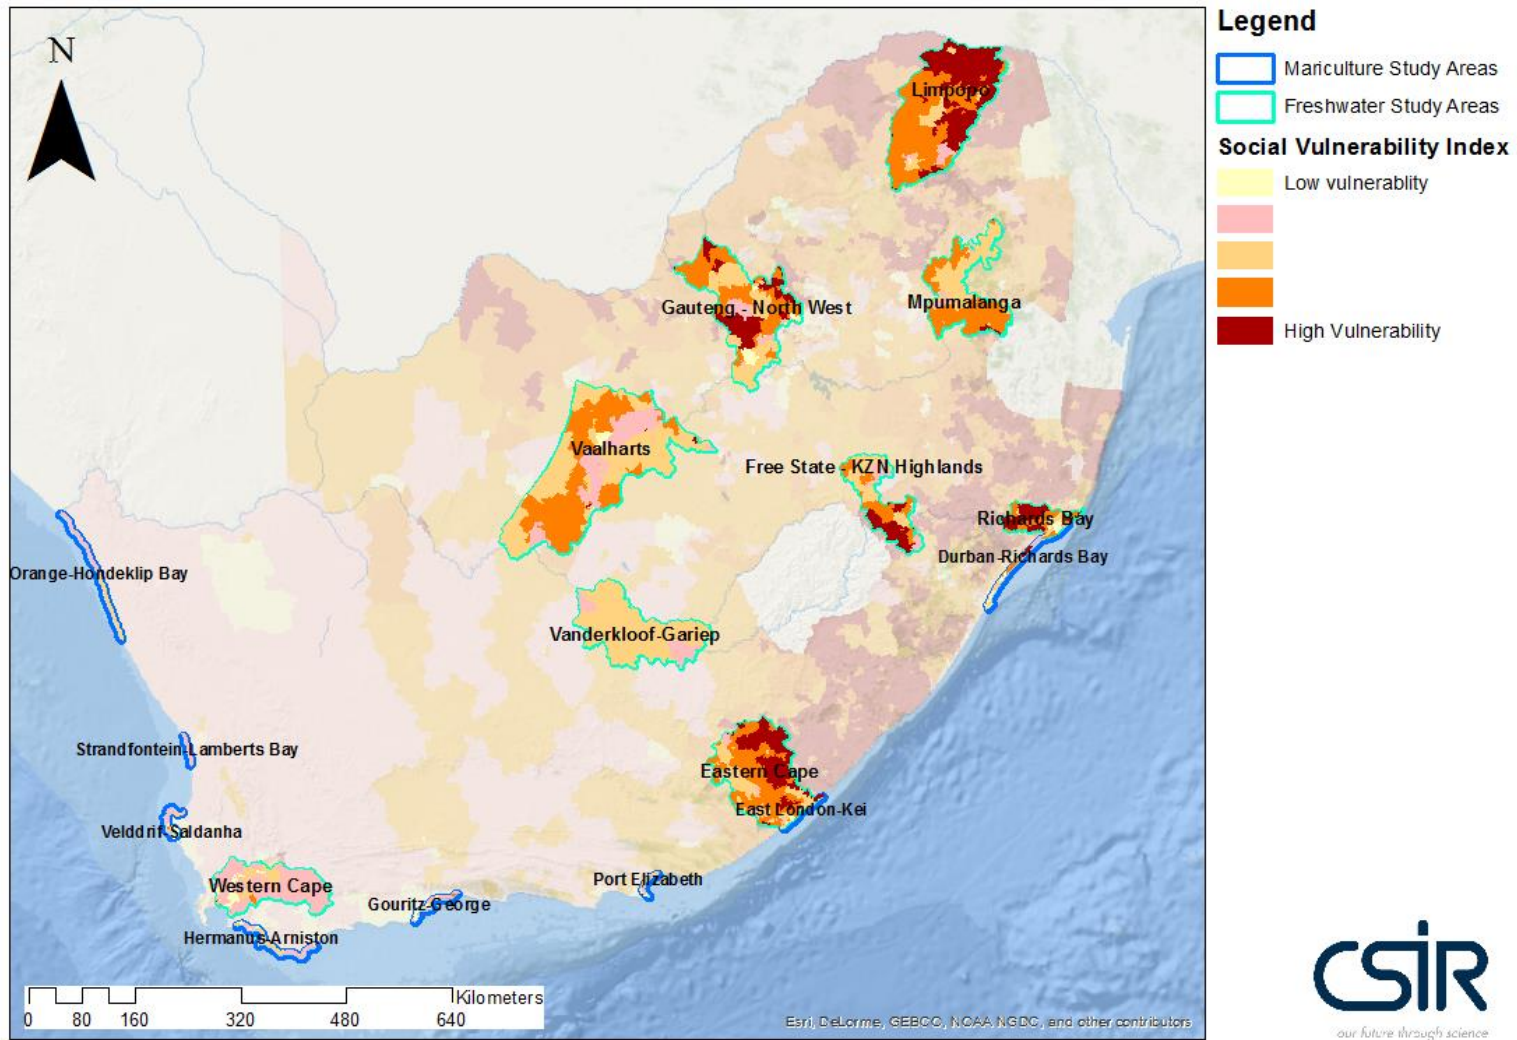 N
Limpopo
Gauteng - North West
Mpumalanga
Vaalharts
Free State - KZN Highlands
Richards Bay
Durban-Richards Bay
Orange-Hondeklip Bay
Vanderkloof-Gariep
Strandfontein-Lamberts Bay
Eastern Cape
East London-Kei
Velddrif-Saldanha
Port Elizabeth
Western Cape
Gouritz-George
Hermanus-Arniston
Kilometers
0 80 160 320 480 640
Esri, DeLorme, GEBCO, NOAA NGDC, and other contributors
Legend
Mariculture Study Areas
Freshwater Study Areas
Social Vulnerability Index
Low vulnerablity
High Vulnerability
CSIR
our future through science